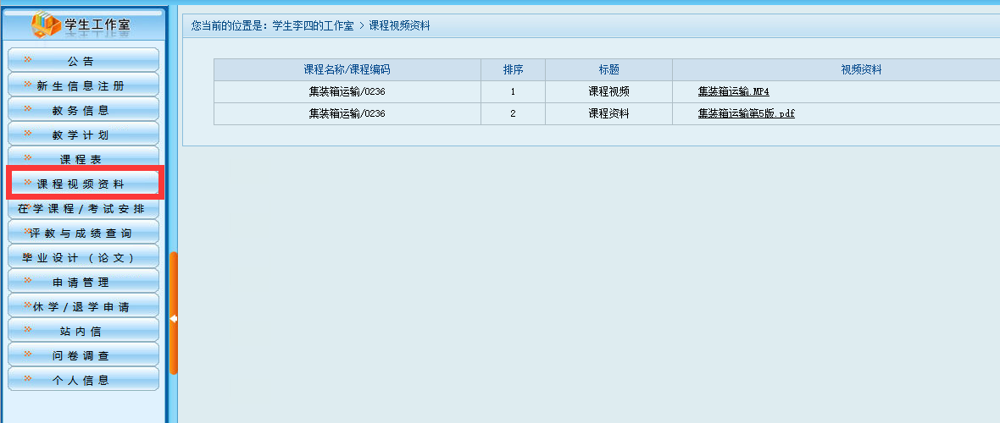 学生工作室
公告
新生信息注册
教务信息
教学计划
课程表
课程视频资料
在学课程/考试安排
评教与成绩查询
毕业设计（论文）
申请管理
休学/退学申请
站内信
问卷调查
个人信息
您当前的位置是：学生李四的工作室 > 课程视频资料
课程名称/课程编码 排序 标题 视频资料
集装箱运输/0236 1 课程视频 集装箱运输.MP4
集装箱运输/0236 2 课程资料 集装箱运输第5版.pdf